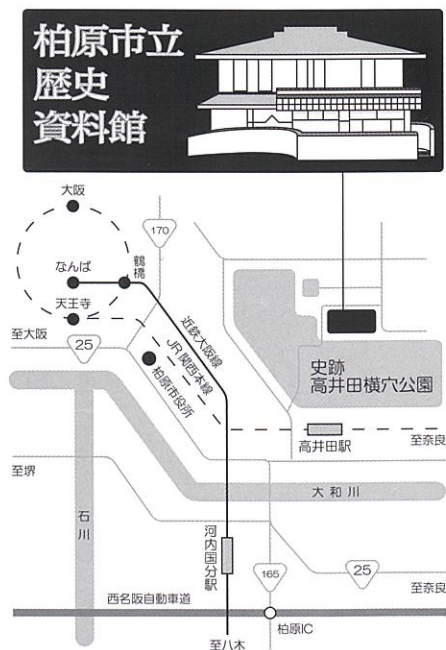 柏原市立
歴史
資料館
大阪
170
鶴橋
なんば
天王寺
至大阪
25
近鉄大阪線
JR関西本線
柏原市役所
史跡
高井田横穴公園
高井田駅
至奈良
至堺
大和川
石川
河内国分駅
165
25
至奈良
西名阪自動車道
柏原IC
至八木